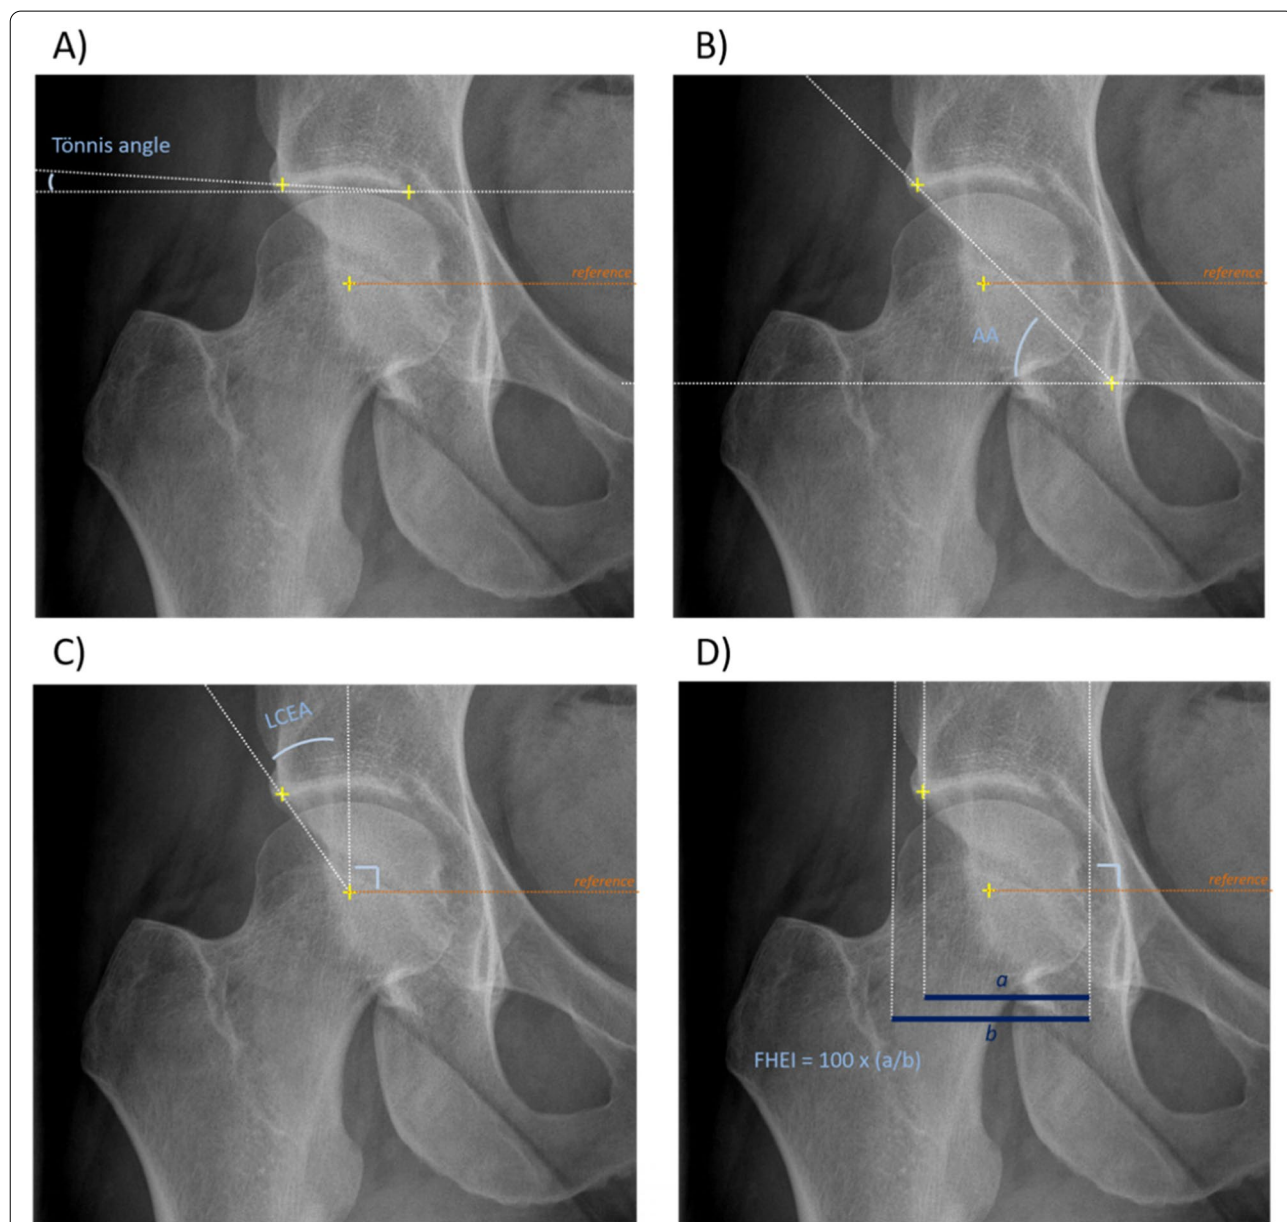 A)
Tönnis angle
reference
B)
AA
reference
C)
LCEA
reference
D)
reference
a
b
FHEI = 100 x (a/b)